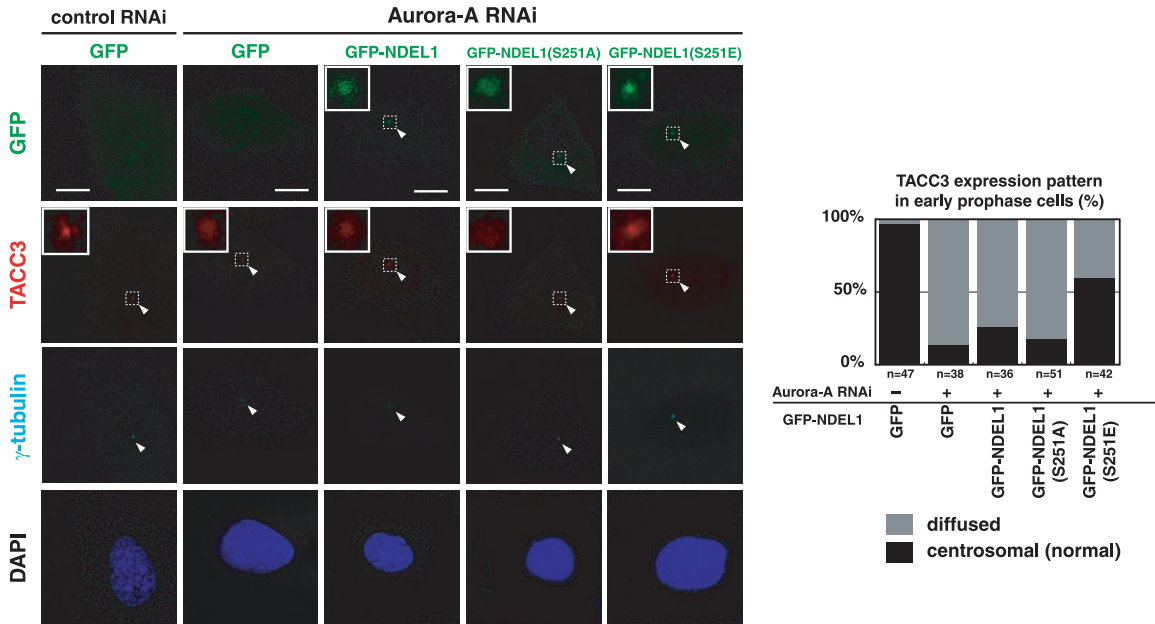 control RNAi
Aurora-A RNAi
GFP
GFP
GFP-NDEL1
GFP-NDEL1(S251A)
GFP-NDEL1(S251E)
GFP
TACC3
γ-tubulin
DAPI
TACC3 expression pattern
in early prophase cells (%)
100%
50%
0%
n=47
n=38
n=36
n=51
n=42
Aurora-A RNAi
– + + + +
GFP-NDEL1
GFP
GFP
GFP-NDEL1
GFP-NDEL1
(S251A)
GFP-NDEL1
(S251E)
diffused
centrosomal (normal)